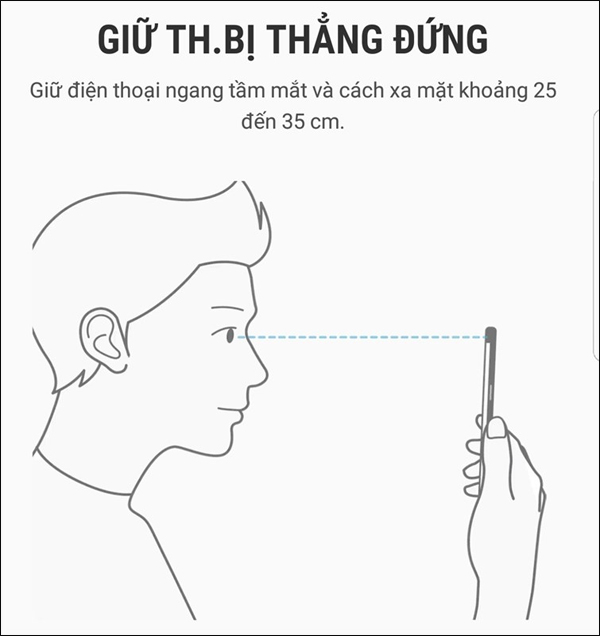 GIỮ TH.BỊ THẲNG ĐỨNG
Giữ điện thoại ngang tầm mắt và cách xa mặt khoảng 25
đến 35 cm.